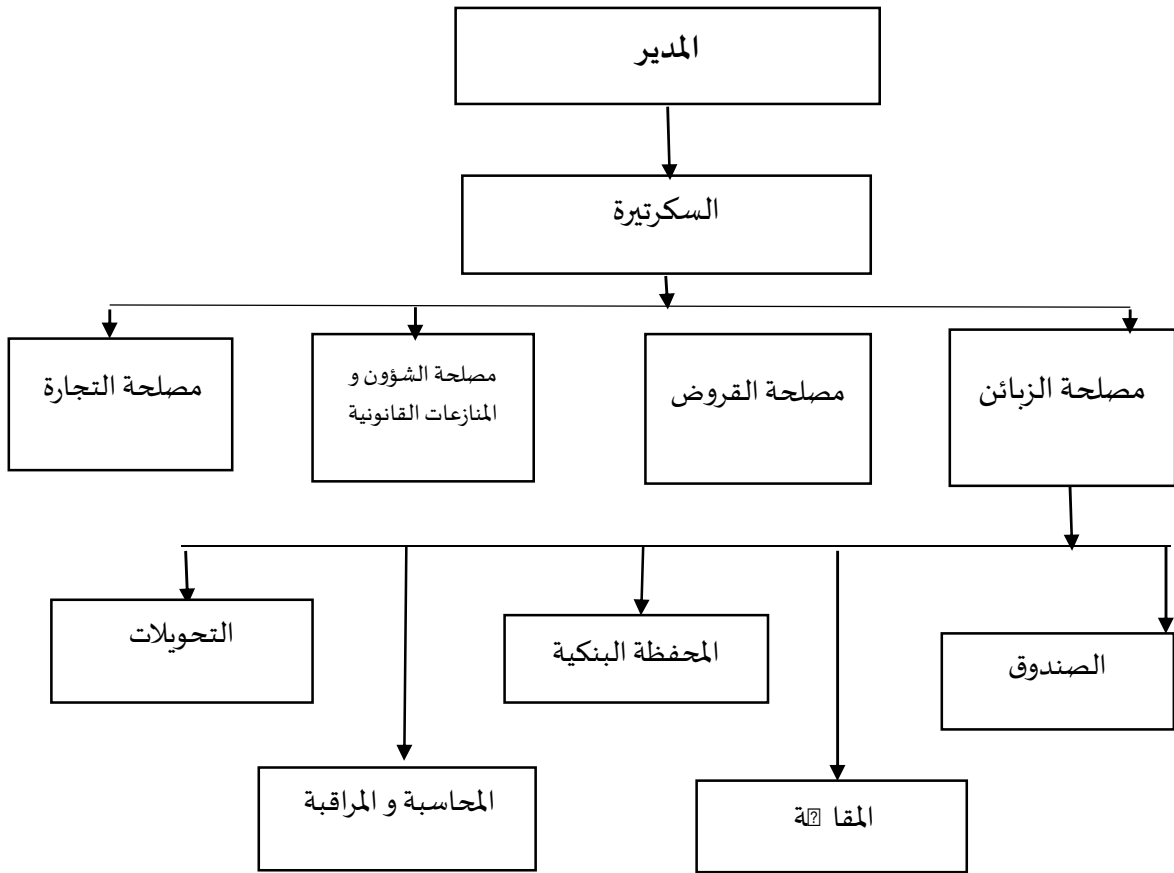 المدير
السكرتيرة
مصلحة الزبائن
مصلحة القروض
مصلحة الشؤون و
المنازعات القانونية
مصلحة التجارة
الصندوق
المحفظة البنكية
التحويلات
المحاسبة و المراقبة